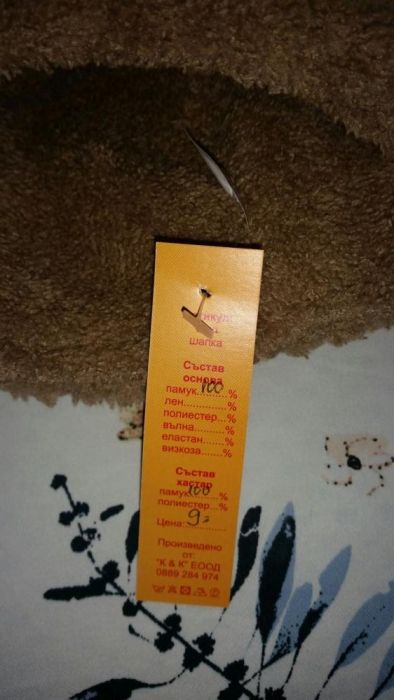 шапка
Състав
основа
памук 100 %
лен.............%
полиестер...%
вълна.........%
еластан.......%
визкоза.......%
Състав
хастар
памук 100 ...%
полиестер...%
Цена: 9
Произведено
от:
"К & К" ЕООД
0889 284 974